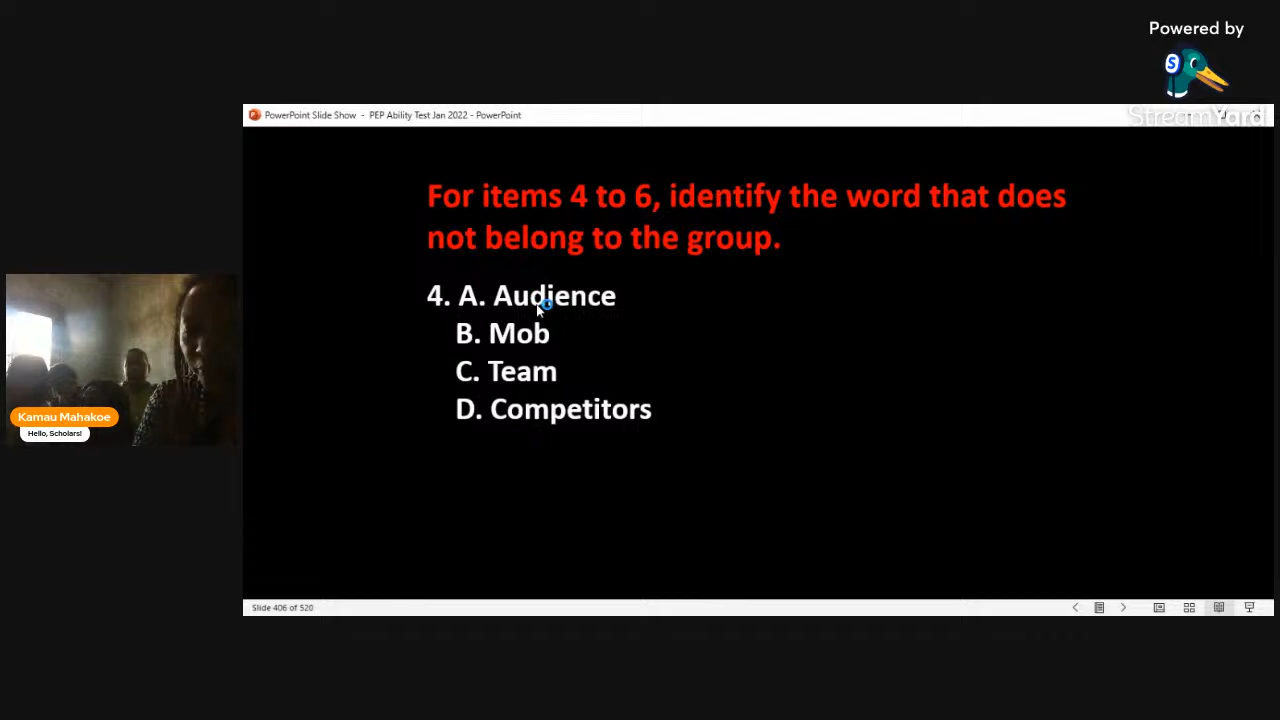 Powered by
StreamYard
PowerPoint Slide Show - PEP Ability Test Jan 2022 - PowerPoint
For items 4 to 6, identify the word that does
not belong to the group.
4. A. Audience
B. Mob
C. Team
D. Competitors
Kamau Mahakoe
Hello, Scholars!
Slide 406 of 520